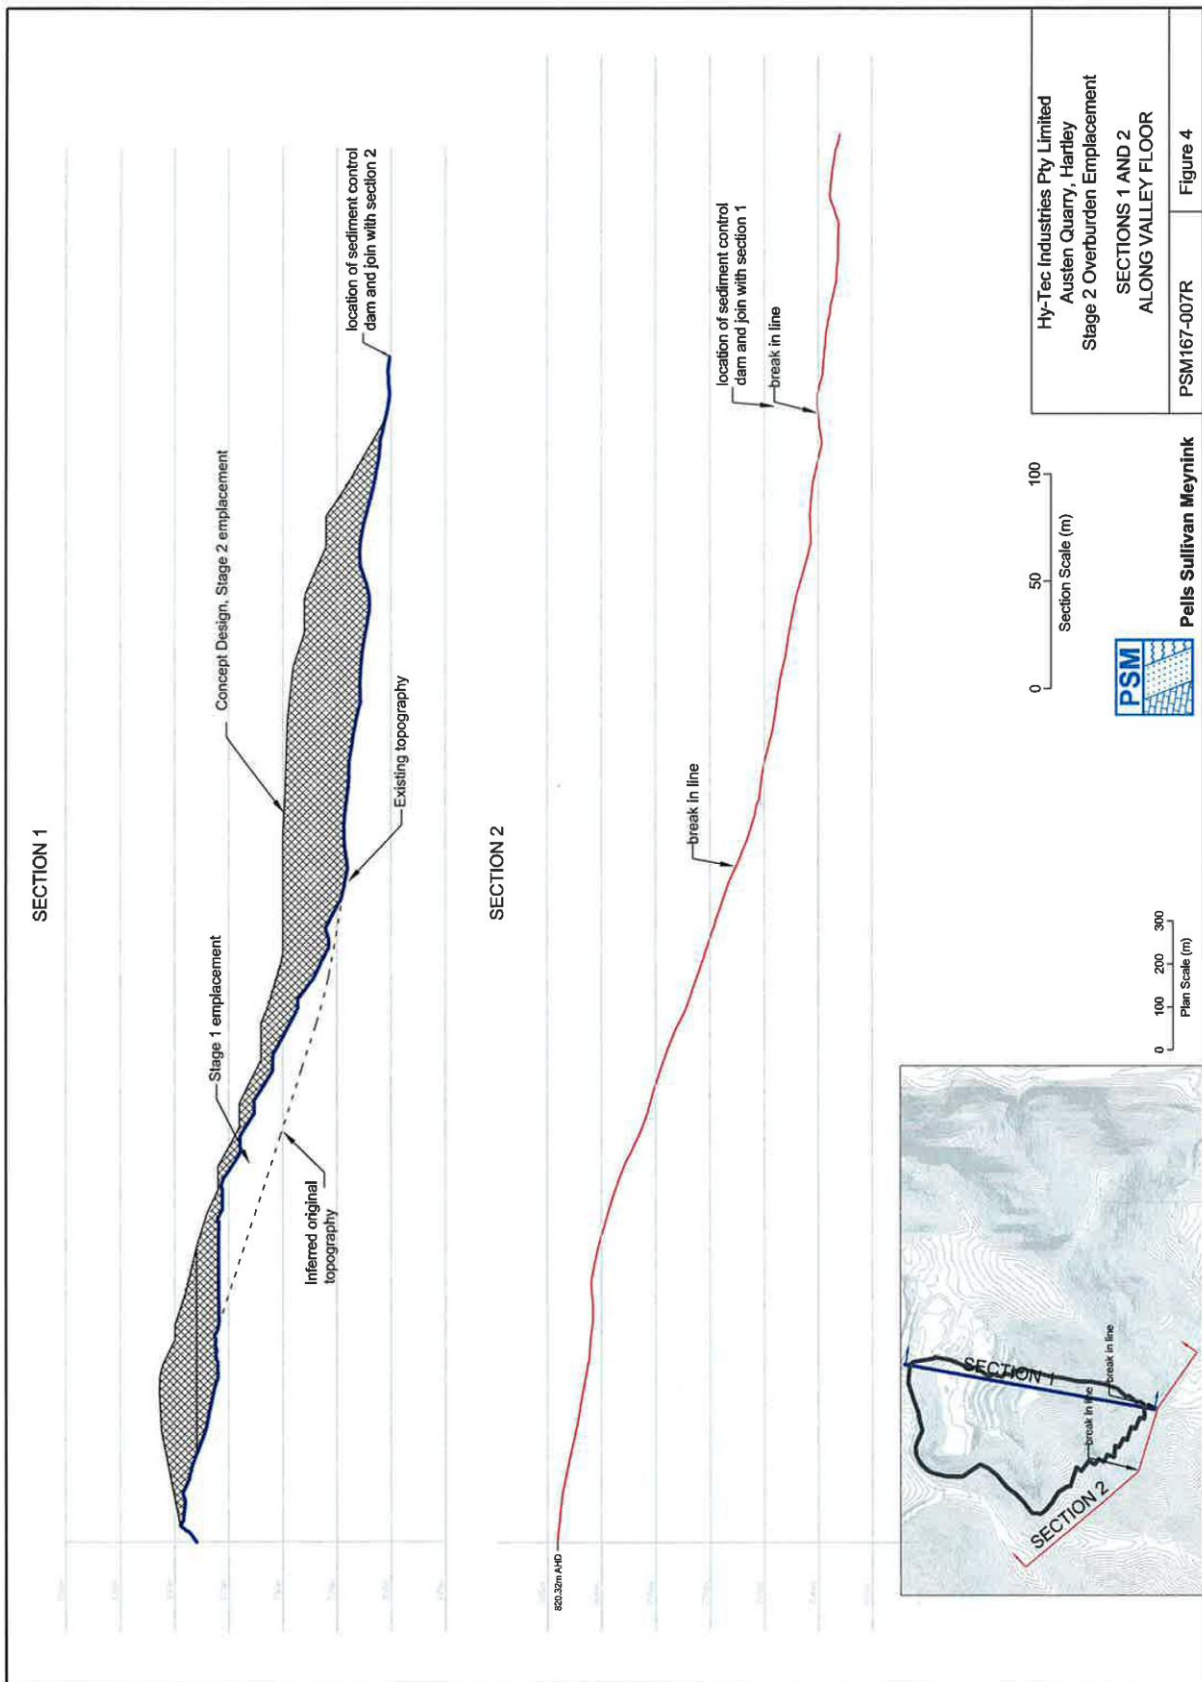 SECTION 1
Stage 1 emplacement
Concept Design, Stage 2 emplacement
location of sediment control
dam and join with section 2
Inferred original
topography
Existing topography
SECTION 2
820.32m AHD
break in line
location of sediment control
dam and join with section 1
break in line
SECTION 1
break in line
break in line
SECTION 2
0 100 200 300
Plan Scale (m)
0 50 100
Section Scale (m)
PSM
Pells Sullivan Meynink
Hy-Tec Industries Pty Limited
Austen Quarry, Hartley
Stage 2 Overburden Emplacement
SECTIONS 1 AND 2
ALONG VALLEY FLOOR
PSM167-007R
Figure 4